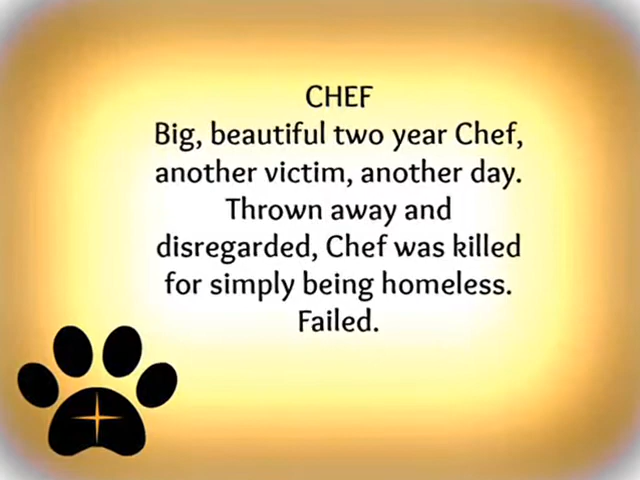 CHEF
Big, beautiful two year Chef,
another victim, another day.
Thrown away and
disregarded, Chef was killed
for simply being homeless.
Failed.